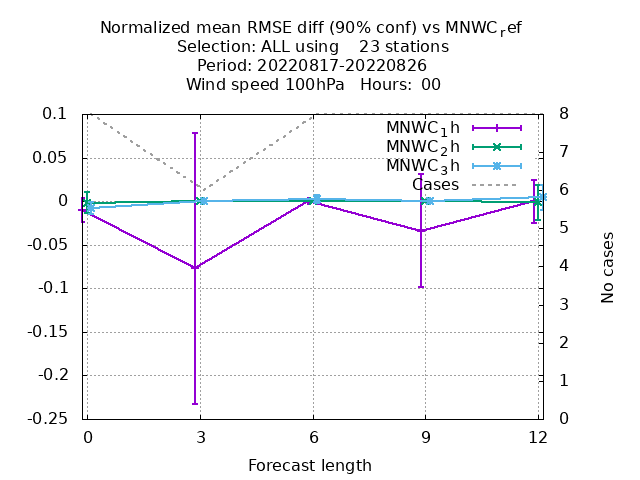 Normalized mean RMSE diff (90% conf) vs MNWC_ref
Selection: ALL using    23 stations
Period: 20220817-20220826
Wind speed 100hPa   Hours:  00
0.1
0.05
0
-0.05
-0.1
-0.15
-0.2
-0.25
MNWC_1h
MNWC_2h
MNWC_3h
Cases
8
7
6
5
4
3
2
1
0
No cases
0 3 6 9 12
Forecast length